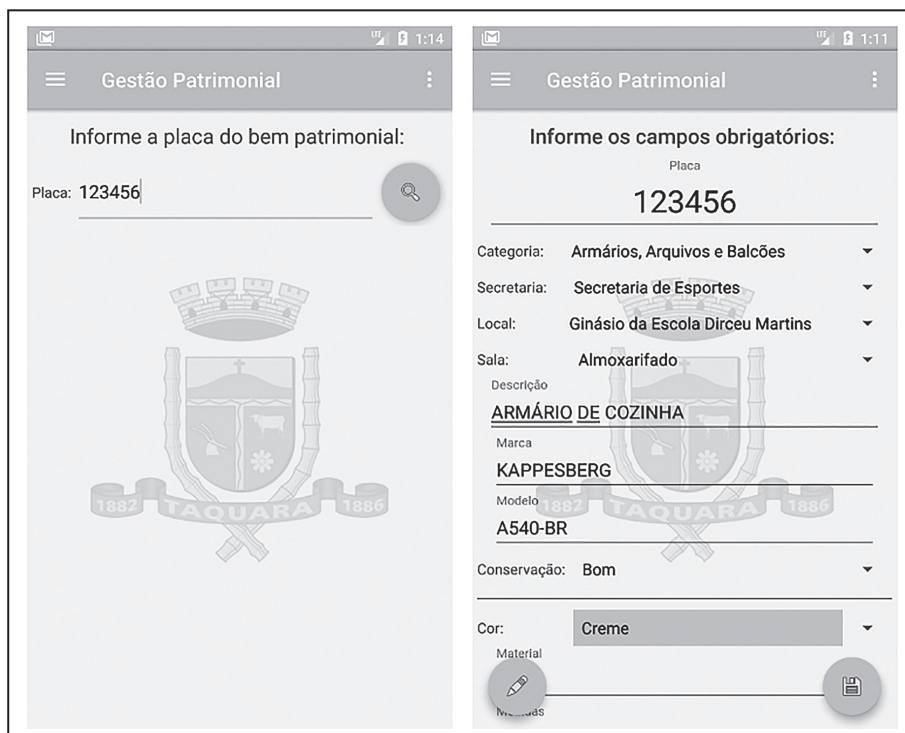 LTE 1:14
Gestão Patrimonial
Informe a placa do bem patrimonial:
Placa: 123456
1882 TAQUARA 1886
LTE 1:11
Gestão Patrimonial
Informe os campos obrigatórios:
Placa
123456
Categoria: Armários, Arquivos e Balcões
Secretaria: Secretaria de Esportes
Local: Ginásio da Escola Dirceu Martins
Sala: Almoxarifado
Descrição
ARMÁRIO DE COZINHA
Marca
KAPPESBERG
Modelo
1882 TAQUARA 1886
A540-BR
Conservação: Bom
Cor: Creme
Material